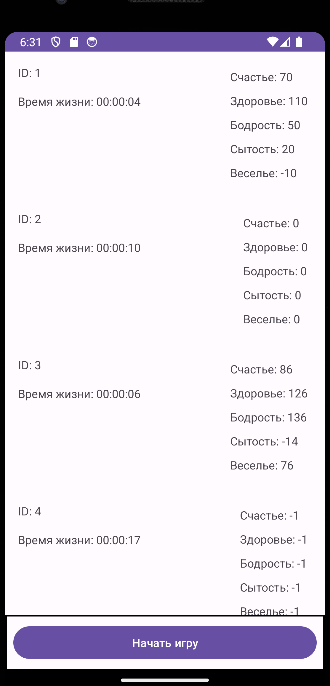 6:31
ID: 1
Время жизни: 00:00:04
Счастье: 70
Здоровье: 110
Бодрость: 50
Сытость: 20
Веселье: -10
ID: 2
Время жизни: 00:00:10
Счастье: 0
Здоровье: 0
Бодрость: 0
Сытость: 0
Веселье: 0
ID: 3
Время жизни: 00:00:06
Счастье: 86
Здоровье: 126
Бодрость: 136
Сытость: -14
Веселье: 76
ID: 4
Время жизни: 00:00:17
Счастье: -1
Здоровье: -1
Бодрость: -1
Сытость: -1
Веселье: -1
Начать игру